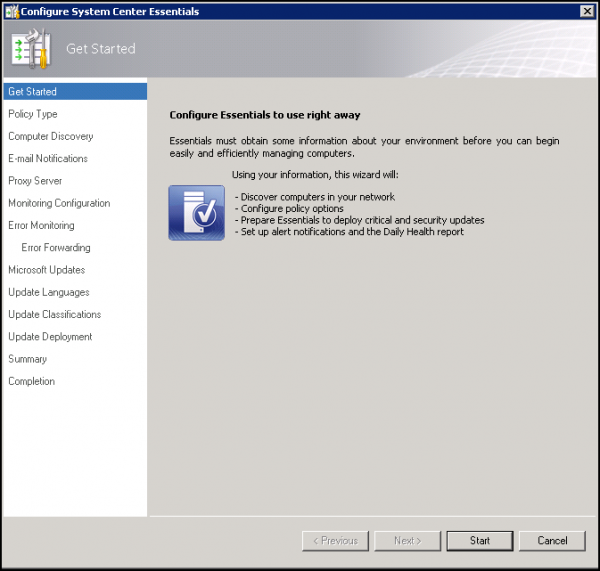 Configure System Center Essentials
Get Started
Get Started
Policy Type
Computer Discovery
E-mail Notifications
Proxy Server
Monitoring Configuration
Error Monitoring
Error Forwarding
Microsoft Updates
Update Languages
Update Classifications
Update Deployment
Summary
Completion
Configure Essentials to use right away
Essentials must obtain some information about your environment before you can begin
easily and efficiently managing computers.
Using your information, this wizard will:
- Discover computers in your network
- Configure policy options
- Prepare Essentials to deploy critical and security updates
- Set up alert notifications and the Daily Health report
< Previous
Next >
Start
Cancel